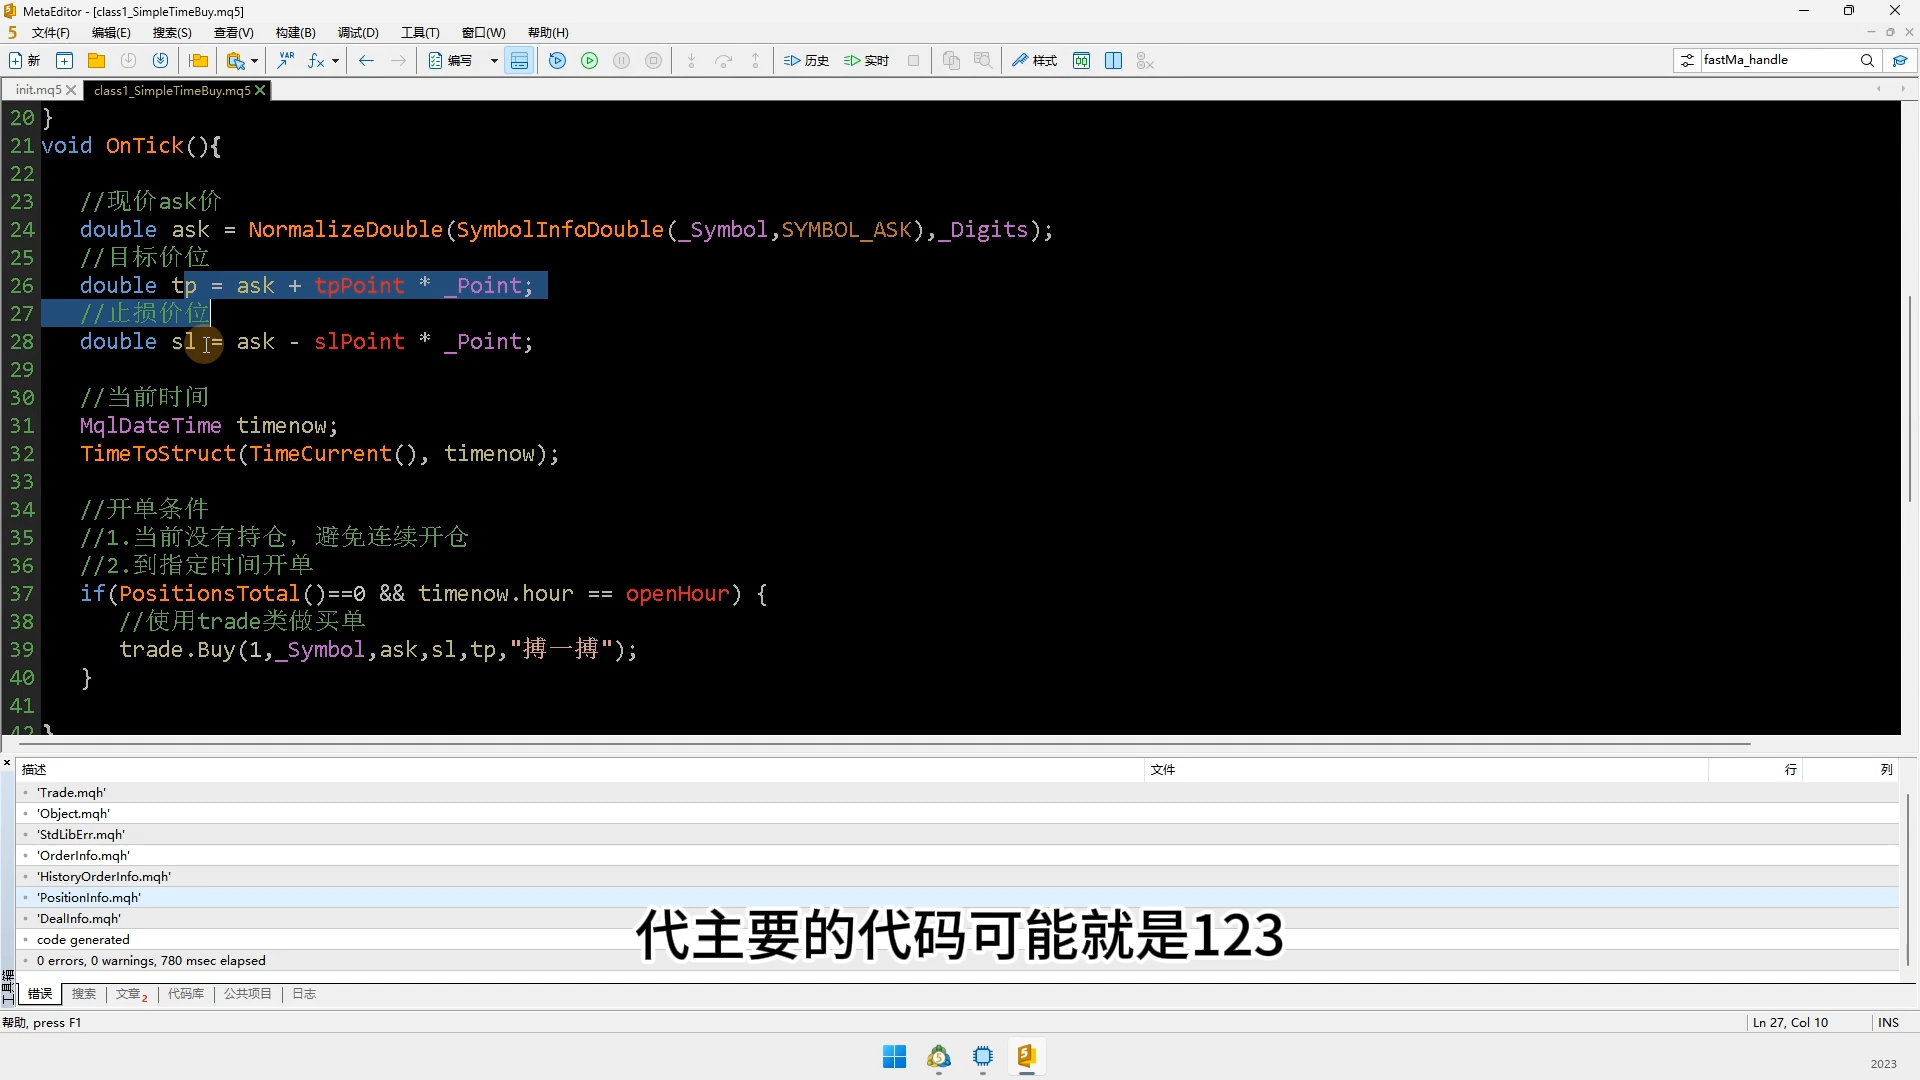 MetaEditor - [class1_SimpleTimeBuy.mq5]
5 文件(F) 编辑(E) 搜索(S) 查看(V) 构建(B) 调试(D) 工具(T) 窗口(W) 帮助(H)
新 VAR fx 编写 历史 实时 样式 fastMa_handle
init.mq5 class1_SimpleTimeBuy.mq5
20 }
21 void OnTick(){
22
23 //现价ask价
24 double ask = NormalizeDouble(SymbolInfoDouble(_Symbol,SYMBOL_ASK),_Digits);
25 //目标价位
26 double tp = ask + tpPoint * _Point;
27 //止损价位
28 double sl = ask - slPoint * _Point;
29
30 //当前时间
31 MqlDateTime timenow;
32 TimeToStruct(TimeCurrent(), timenow);
33
34 //开单条件
35 //1.当前没有持仓，避免连续开仓
36 //2.到指定时间开单
37 if(PositionsTotal()==0 && timenow.hour == openHour) {
38 //使用trade类做买单
39 trade.Buy(1,_Symbol,ask,sl,tp,"搏一搏");
40 }
41
42 }
描述 文件 行 列
'Trade.mqh'
'Object.mqh'
'StdLibErr.mqh'
'OrderInfo.mqh'
'HistoryOrderInfo.mqh'
'PositionInfo.mqh'
'DealInfo.mqh'
code generated
0 errors, 0 warnings, 780 msec elapsed
代主要的代码可能就是123
工具箱
错误 搜索 文章 2 代码库 公共项目 日志
帮助, press F1 Ln 27, Col 10 INS
2023